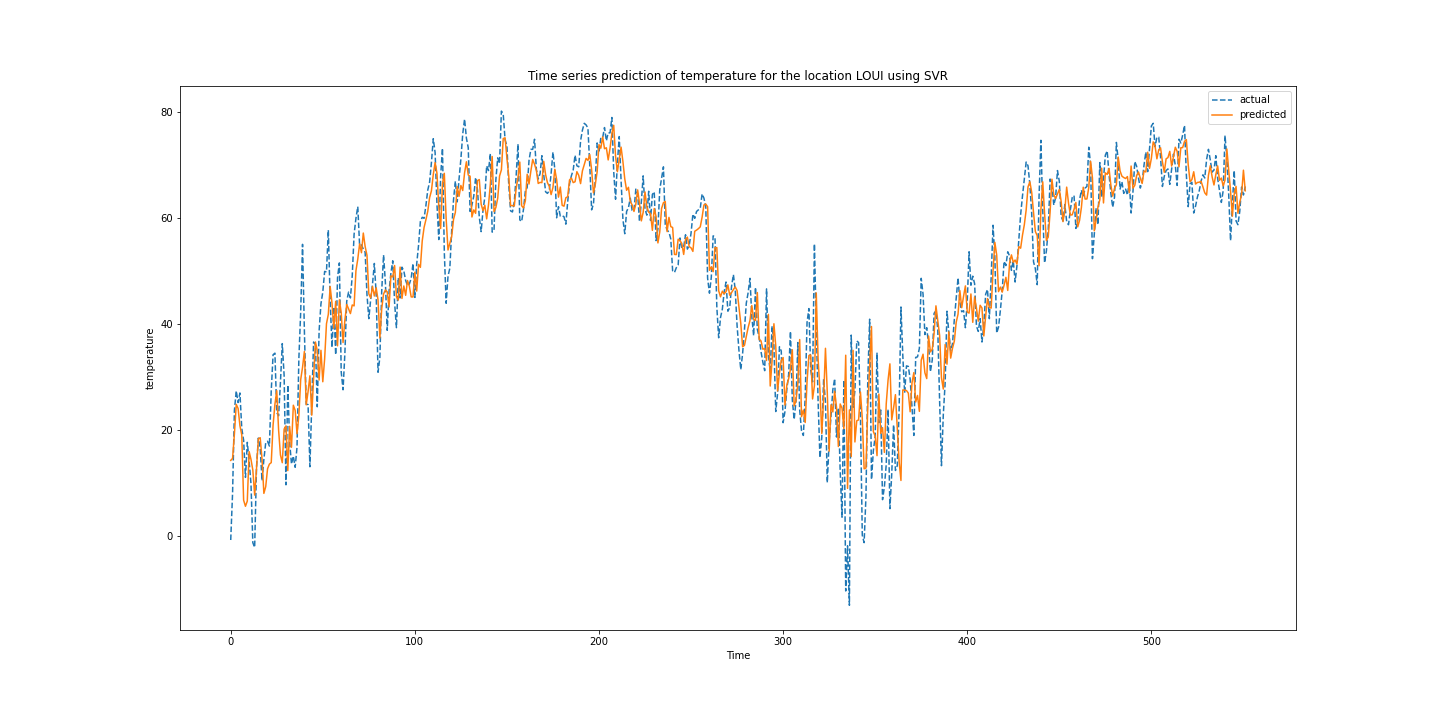 Time series prediction of temperature for the location LOUI using SVR
actual
predicted
80
60
40
20
0
temperature
0 100 200 300 400 500
Time